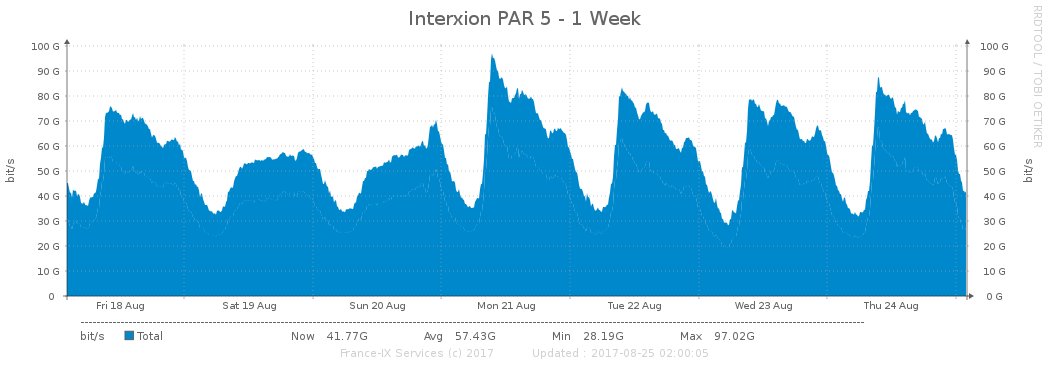 Interxion PAR 5 - 1 Week
RRDTOOL / TOBI OETIKER
bit/s
100 G
90 G
80 G
70 G
60 G
50 G
40 G
30 G
20 G
10 G
0
100 G
90 G
80 G
70 G
60 G
50 G
40 G
30 G
20 G
10 G
0 G
bit/s
Fri 18 Aug Sat 19 Aug Sun 20 Aug Mon 21 Aug Tue 22 Aug Wed 23 Aug Thu 24 Aug
bit/s Total Now 41.77G Avg 57.43G Min 28.19G Max 97.02G
France-IX Services (c) 2017 Updated : 2017-08-25 02:00:05